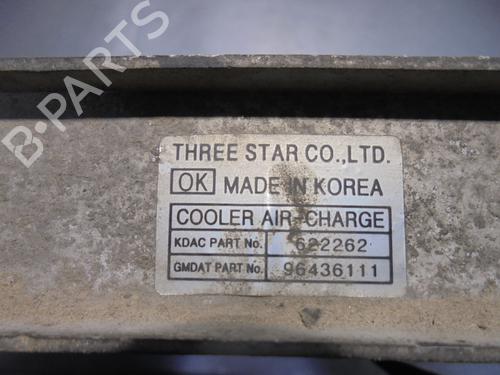 B-PARTS
THREE STAR CO.,LTD.
OK MADE IN KOREA
COOLER AIR-CHARGE
KDAC PART No. 622262
GMDAT PART No. 96436111